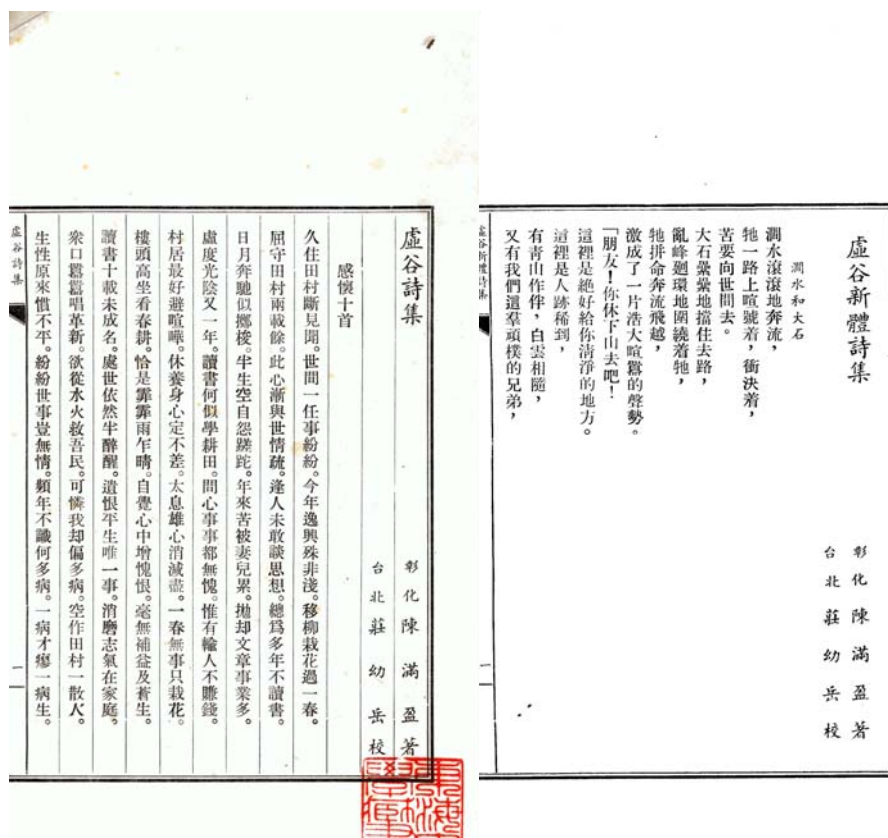 虛谷新體詩集
彰化陳滿盈著
台北莊幼岳校
澗水和大石
澗水滾滾地奔流，
牠一路上喧號着，衝決着，
苦要向世間去。
大石纍纍地擋住去路，
亂峰廻環地圍繞着牠，
牠拼命奔流飛越，
激成了一片浩大喧囂的聲勢。
「朋友！你休下山去吧！
這裡是絕好給你淸淨的地方。
這裡是人跡稀到，
有靑山作伴，白雲相隨，
又有我們這羣頑樸的兄弟，
虛谷新體詩集
一
虛谷詩集
彰化陳滿盈著
台北莊幼岳校
感懷十首
久住田村斷見聞。世間一任事紛紛。今年逸興殊非淺。移柳栽花過一春。
屈守田村兩載餘。此心漸與世情疏。逢人未敢談思想。總爲多年不讀書。
日月奔馳似擲梭。半生空自怨蹉跎。年來苦被妻兒累。拋却文章事業多。
虛度光陰又一年。讀書何似學耕田。問心事事都無愧。惟有輸人不賺錢。
村居最好避喧嘩。休養身心定不差。太息雄心消滅盡。一春無事只栽花。
樓頭高坐看春耕。恰是霏霏雨乍晴。自覺心中增愧恨。毫無補益及蒼生。
讀書十載未成名。處世依然半醉醒。遺恨平生唯一事。消磨志氣在家庭。
衆口囂囂唱革新。欲從水火救吾民。可憐我却偏多病。空作田村一散人。
生性原來慣不平。紛紛世事豈無情。頻年不識何多病。一病才瘳一病生。
虛谷詩集
一